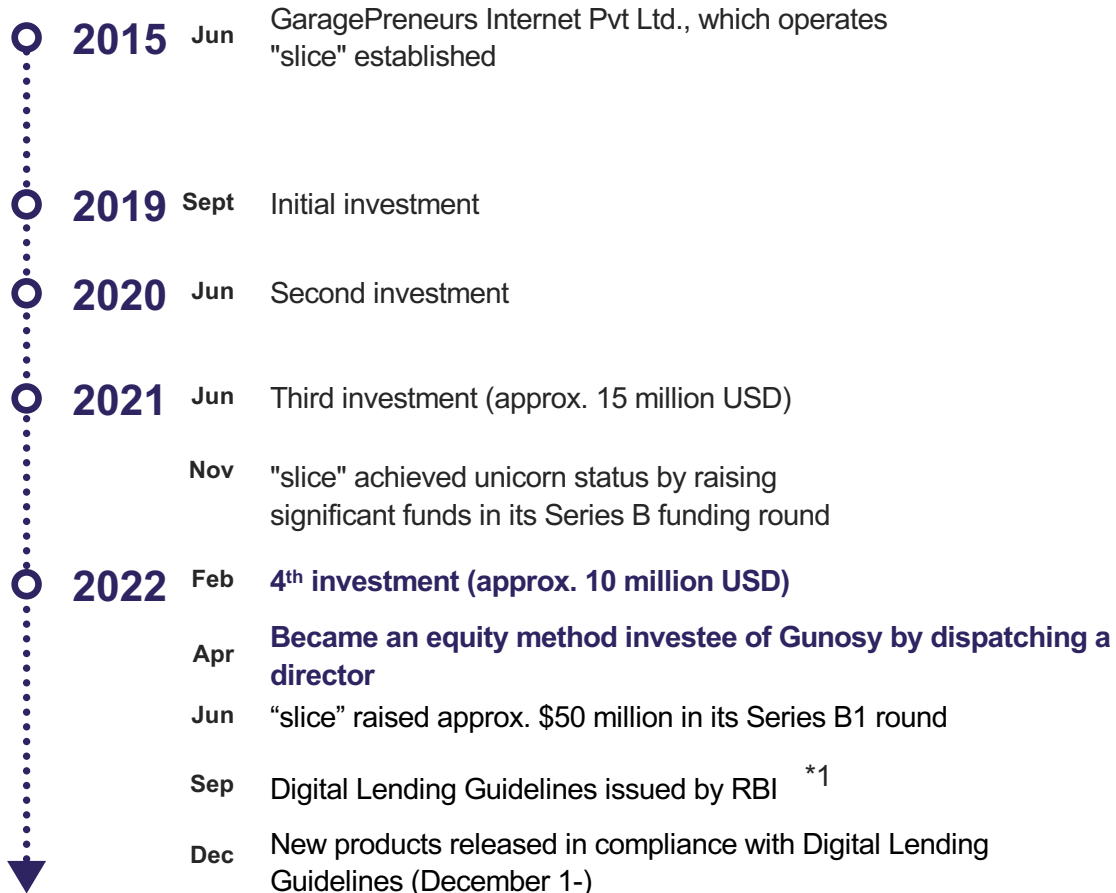 2015 Jun GaragePreneurs Internet Pvt Ltd., which operates
"slice" established
2019 Sept Initial investment
2020 Jun Second investment
2021 Jun Third investment (approx. 15 million USD)
Nov "slice" achieved unicorn status by raising
significant funds in its Series B funding round
2022 Feb 4th investment (approx. 10 million USD)
Apr Became an equity method investee of Gunosy by dispatching a
director
Jun “slice” raised approx. $50 million in its Series B1 round
Sep Digital Lending Guidelines issued by RBI *1
Dec New products released in compliance with Digital Lending
Guidelines (December 1-)